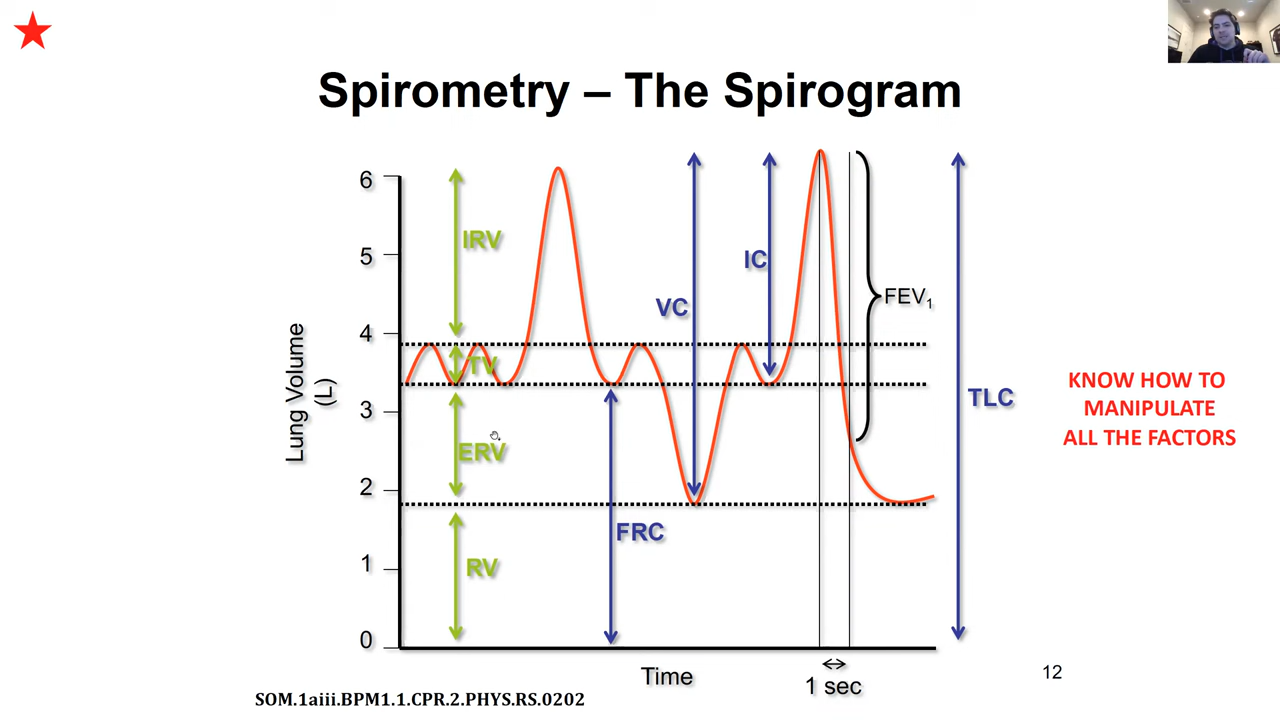 Spirometry – The Spirogram
6
5
4
3
2
1
0
Lung Volume
(L)
IRV
TV
ERV
RV
FRC
VC
IC
FEV1
TLC
KNOW HOW TO
MANIPULATE
ALL THE FACTORS
Time
1 sec
12
SOM.1aiii.BPM1.1.CPR.2.PHYS.RS.0202